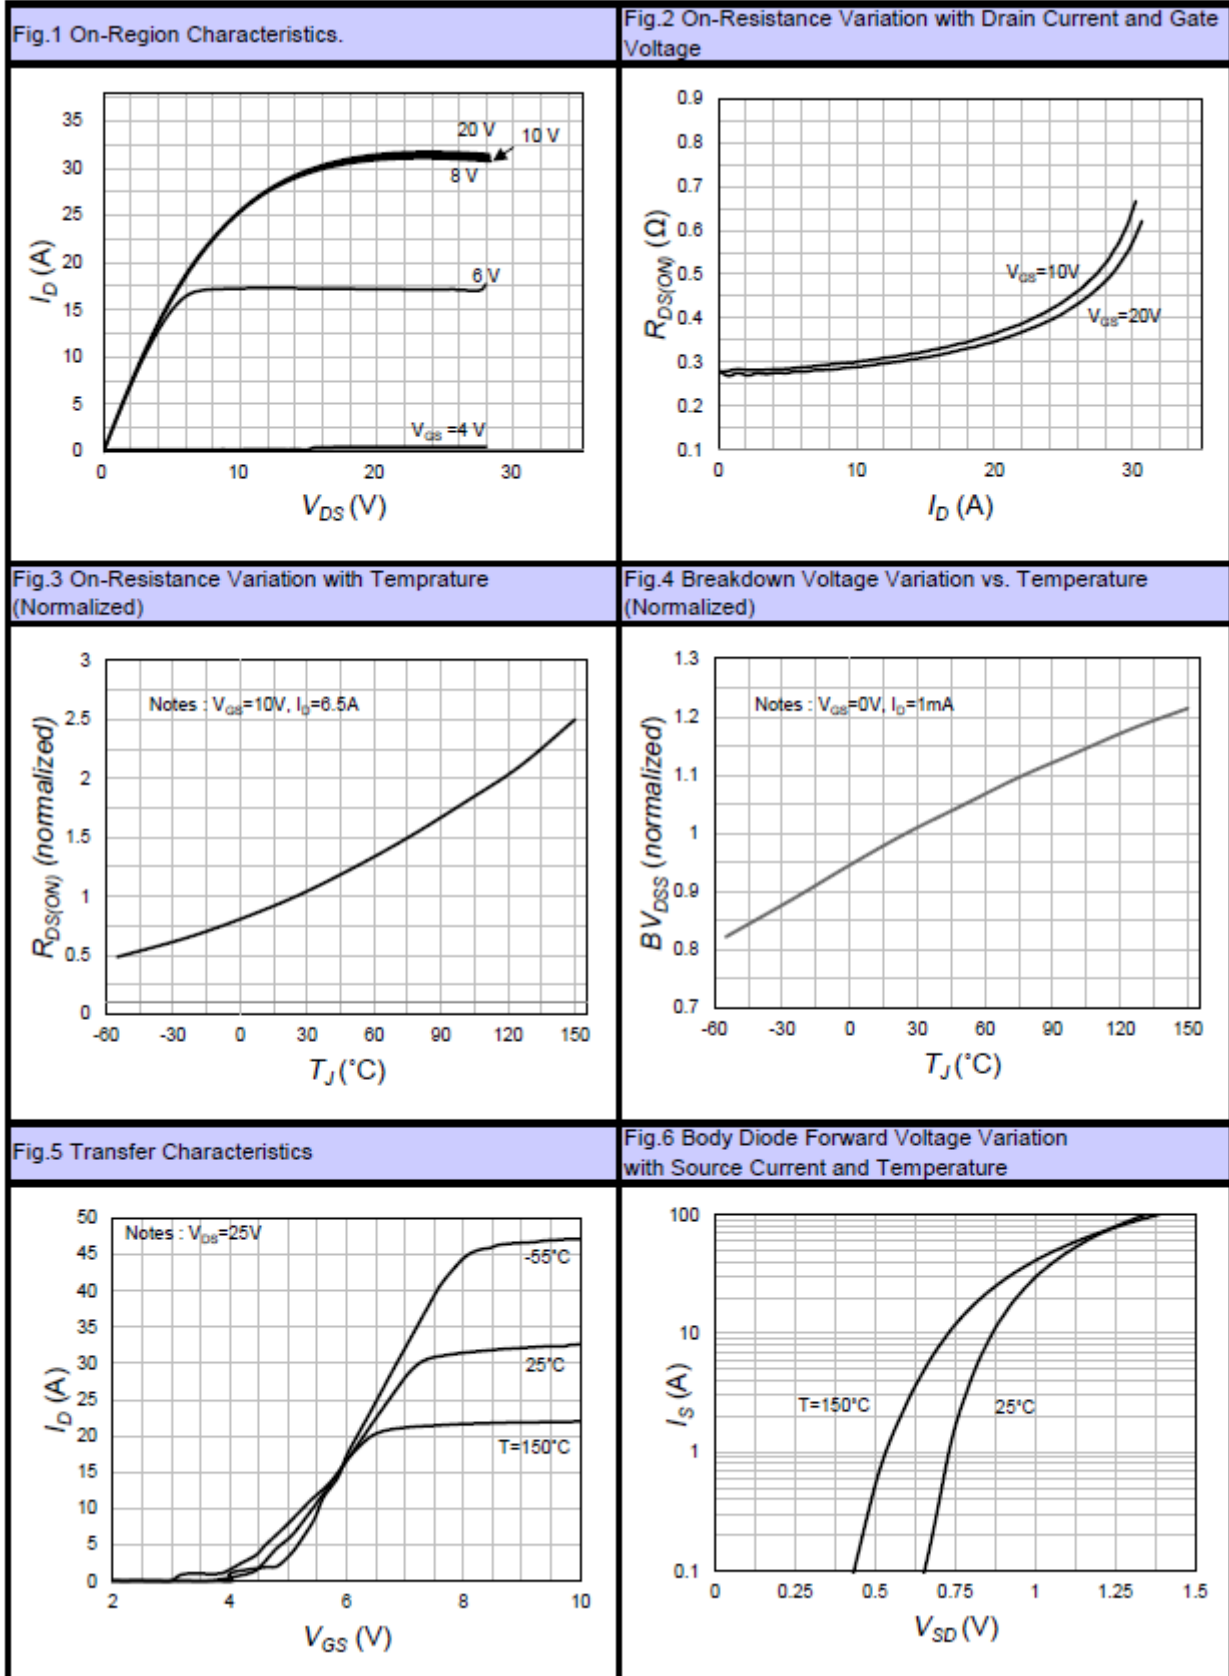 Fig.1 On-Region Characteristics.
Fig.2 On-Resistance Variation with Drain Current and Gate
Voltage
35
30
25
20
15
10
5
0
0
10
20
30
20 V
10 V
8 V
6 V
V_GS =4 V
I_D (A)
V_DS (V)
0.9
0.8
0.7
0.6
0.5
0.4
0.3
0.2
0.1
0
10
20
30
V_GS=10V
V_GS=20V
R_DS(ON) (Ω)
I_D (A)
Fig.3 On-Resistance Variation with Temprature
(Normalized)
Fig.4 Breakdown Voltage Variation vs. Temperature
(Normalized)
3
2.5
2
1.5
1
0.5
0
-60
-30
0
30
60
90
120
150
Notes : V_GS=10V, I_D=6.5A
R_DS(ON) (normalized)
T_J (°C)
1.3
1.2
1.1
1
0.9
0.8
0.7
-60
-30
0
30
60
90
120
150
Notes : V_GS=0V, I_D=1mA
BV_DSS (normalized)
T_J (°C)
Fig.5 Transfer Characteristics
Fig.6 Body Diode Forward Voltage Variation
with Source Current and Temperature
50
45
40
35
30
25
20
15
10
5
0
2
4
6
8
10
Notes : V_DS=25V
-55°C
25°C
T=150°C
I_D (A)
V_GS (V)
100
10
1
0.1
0
0.25
0.5
0.75
1
1.25
1.5
T=150°C
25°C
I_S (A)
V_SD (V)